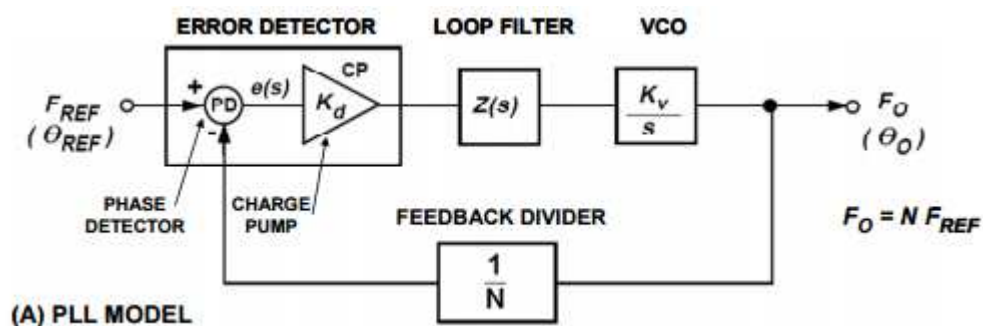 ERROR DETECTOR LOOP FILTER VCO
CP
+ e(s)
F_REF PD K_d Z(s) K_v/s F_O
(Θ_REF) - (Θ_O)
PHASE DETECTOR
CHARGE PUMP
FEEDBACK DIVIDER
F_O = N F_REF
1/N
(A) PLL MODEL